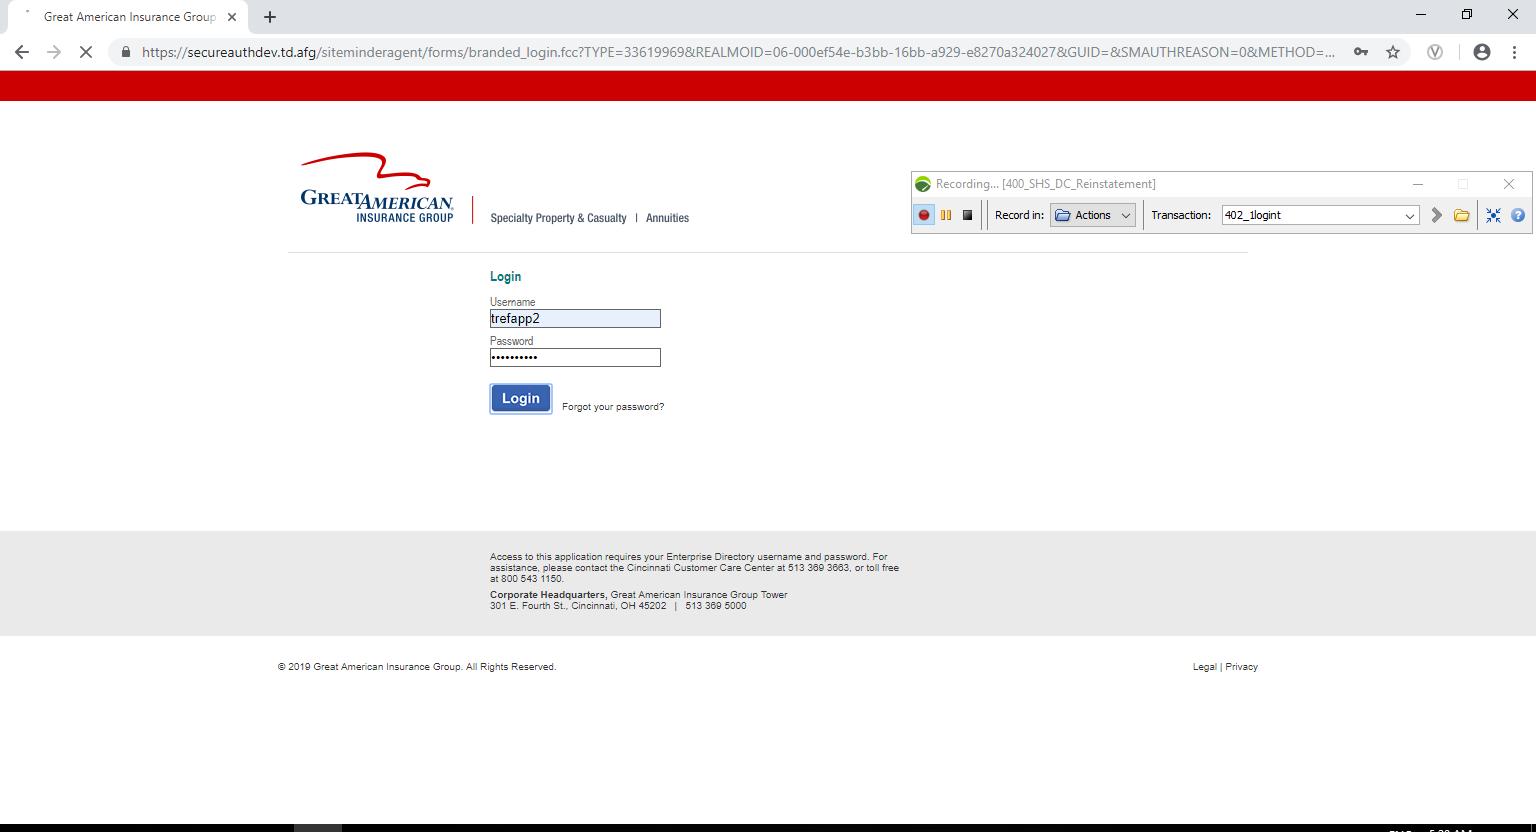 Great American Insurance Group
https://secureauthdev.td.afg/siteminderagent/forms/branded_login.fcc?TYPE=33619969&REALMOID=06-000ef54e-b3bb-16bb-a929-e8270a324027&GUID=&SMAUTHREASON=0&METHOD=...
GREATAMERICAN.
INSURANCE GROUP
Specialty Property & Casualty | Annuities
Recording... [400_SHS_DC_Reinstatement]
Record in: Actions Transaction: 402_1logint
Login
Username
trefapp2
Password
••••••••••
Login Forgot your password?
Access to this application requires your Enterprise Directory username and password. For
assistance, please contact the Cincinnati Customer Care Center at 513 369 3663, or toll free
at 800 543 1150.
Corporate Headquarters, Great American Insurance Group Tower
301 E. Fourth St., Cincinnati, OH 45202 | 513 369 5000
© 2019 Great American Insurance Group. All Rights Reserved.
Legal | Privacy